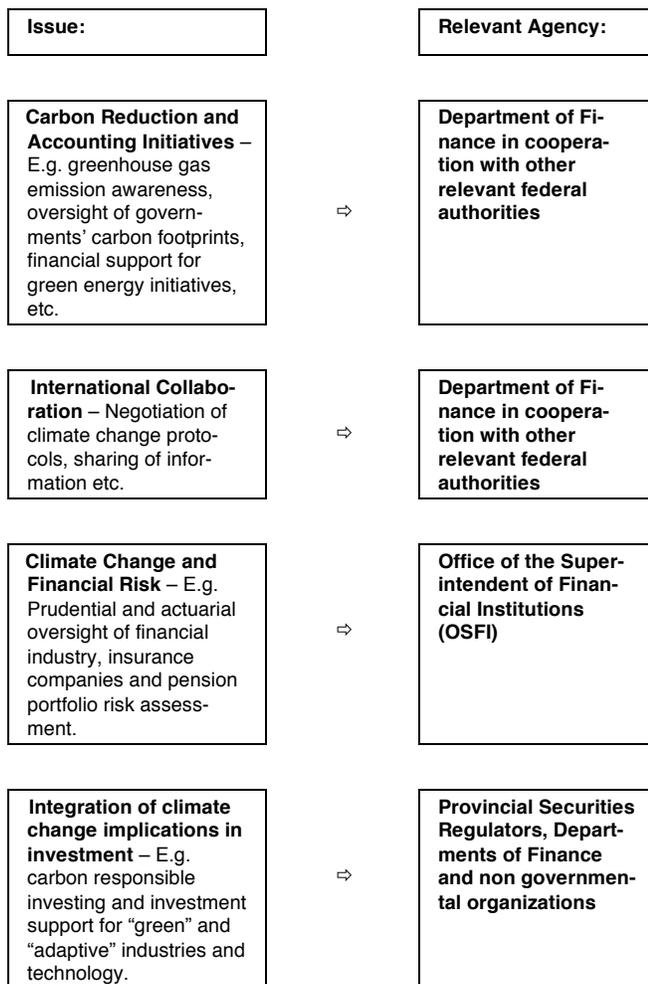 Issue:
Relevant Agency:
Carbon Reduction and
Accounting Initiatives –
E.g. greenhouse gas
emission awareness,
oversight of govern-
ments’ carbon footprints,
financial support for
green energy initiatives,
etc.
⇨
Department of Fi-
nance in coopera-
tion with other
relevant federal
authorities
International Collabo-
ration – Negotiation of
climate change proto-
cols, sharing of infor-
mation etc.
⇨
Department of Fi-
nance in coopera-
tion with other
relevant federal
authorities
Climate Change and
Financial Risk – E.g.
Prudential and actuarial
oversight of financial
industry, insurance
companies and pension
portfolio risk assess-
ment.
⇨
Office of the Super-
intendent of Finan-
cial Institutions
(OSFI)
Integration of climate
change implications in
investment – E.g.
carbon responsible
investing and investment
support for “green” and
“adaptive” industries and
technology.
⇨
Provincial Securities
Regulators, Depart-
ments of Finance
and non governmen-
tal organizations